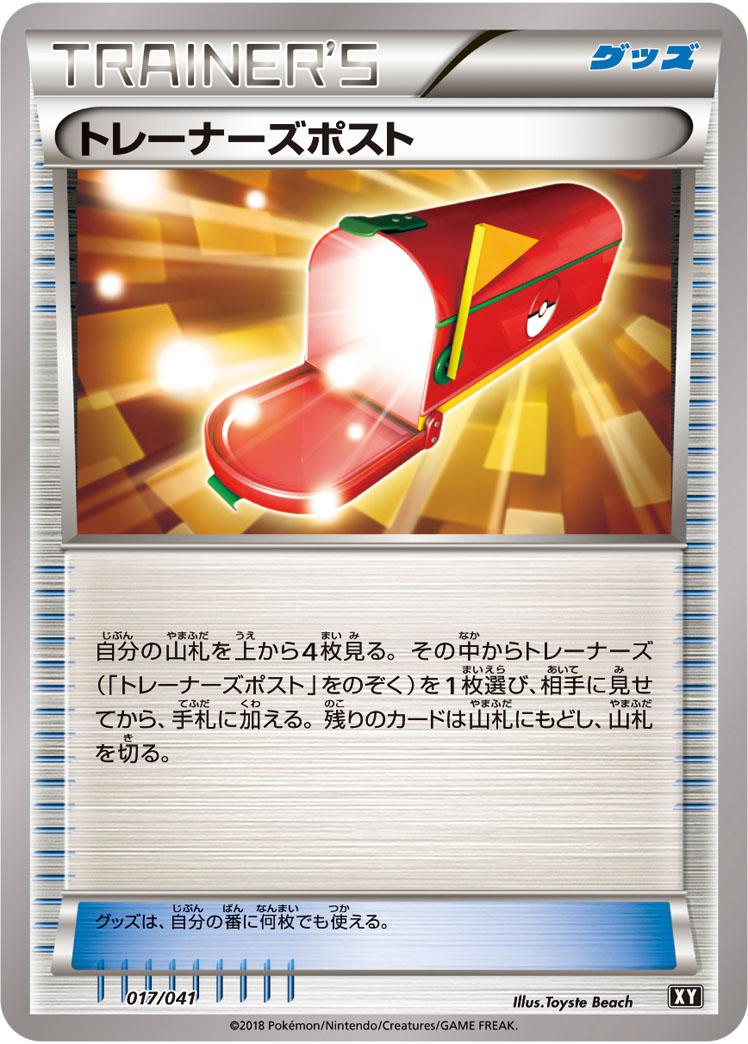 TRAINER'S
グッズ
トレーナーズポスト
自分の山札を上から4枚見る。その中からトレーナーズ
(「トレーナーズポスト」をのぞく)を1枚選び、相手に見せ
てから、手札に加える。残りのカードは山札にもどし、山札
を切る。
グッズは、自分の番に何枚でも使える。
017/041
Illus.Toyste Beach
XY
©2018 Pokémon/Nintendo/Creatures/GAME FREAK.